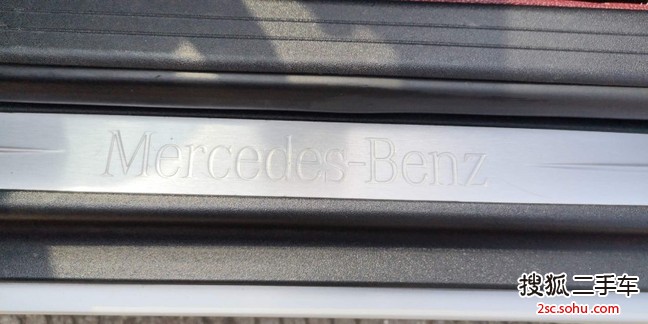 Mercedes-Benz
搜狐二手车
2sc.sohu.com